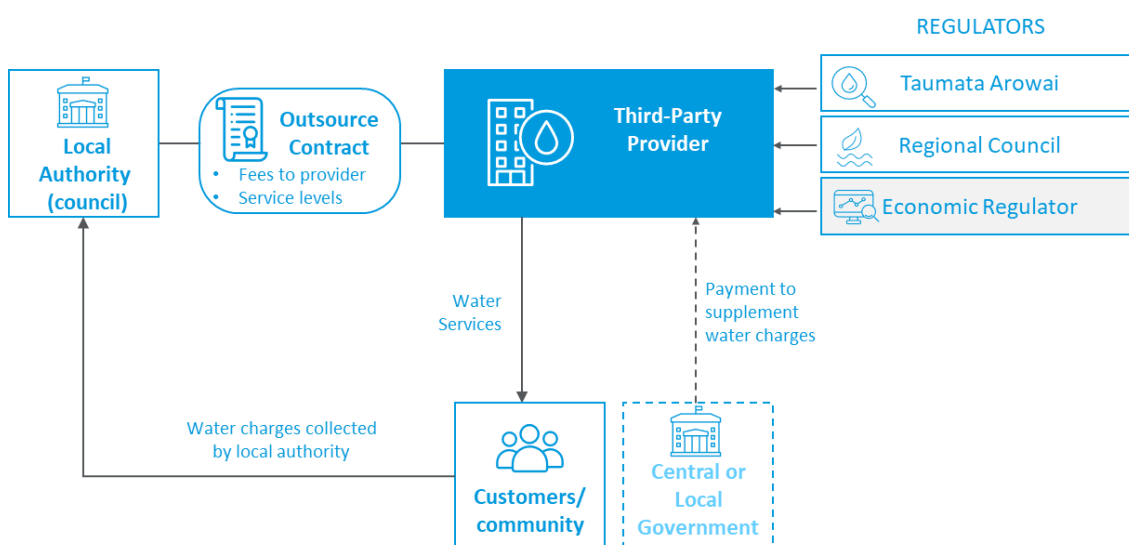 REGULATORS
Taumata Arowai
Regional Council
Economic Regulator
Local
Authority
(council)
Outsource
Contract
• Fees to provider
• Service levels
Third-Party
Provider
Water
Services
Payment to
supplement
water charges
Water charges collected
by local authority
Customers/
community
Central or
Local
Government